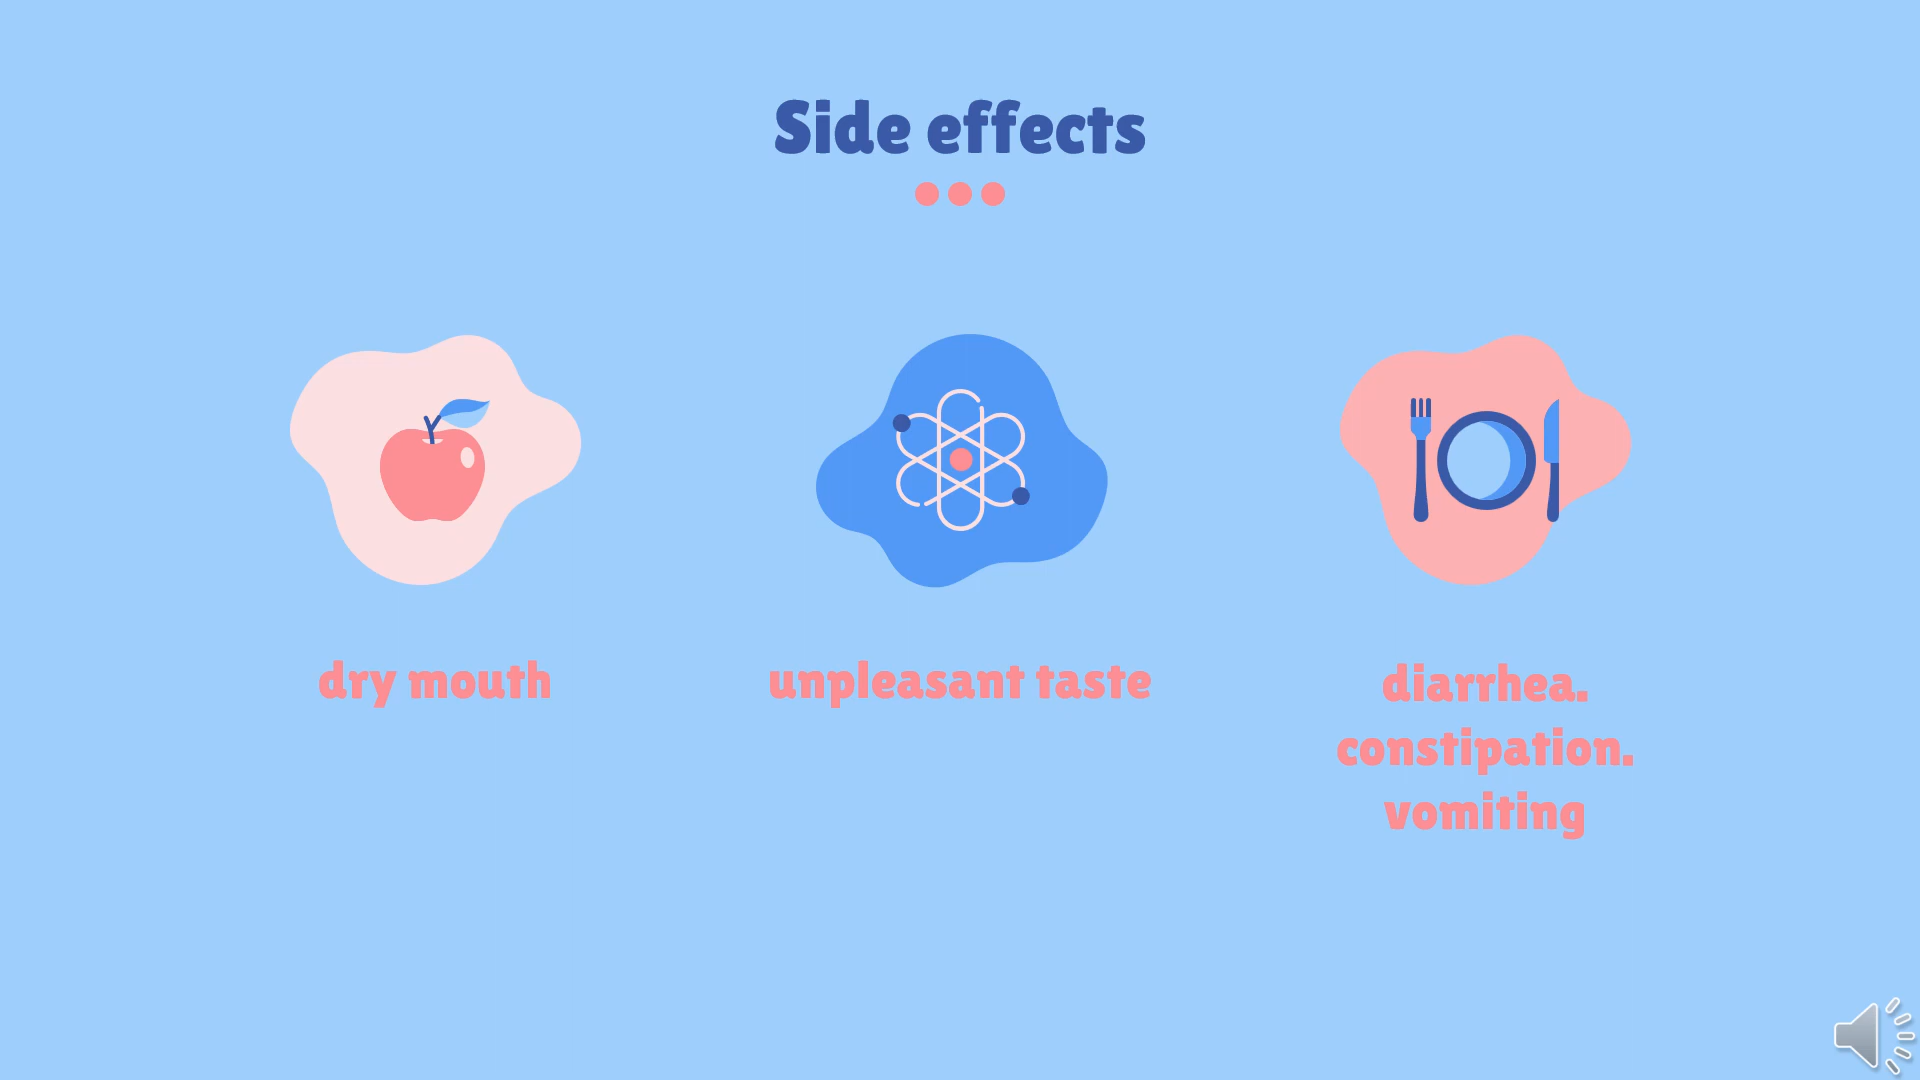 Side effects
dry mouth
unpleasant taste
diarrhea.
constipation.
vomiting